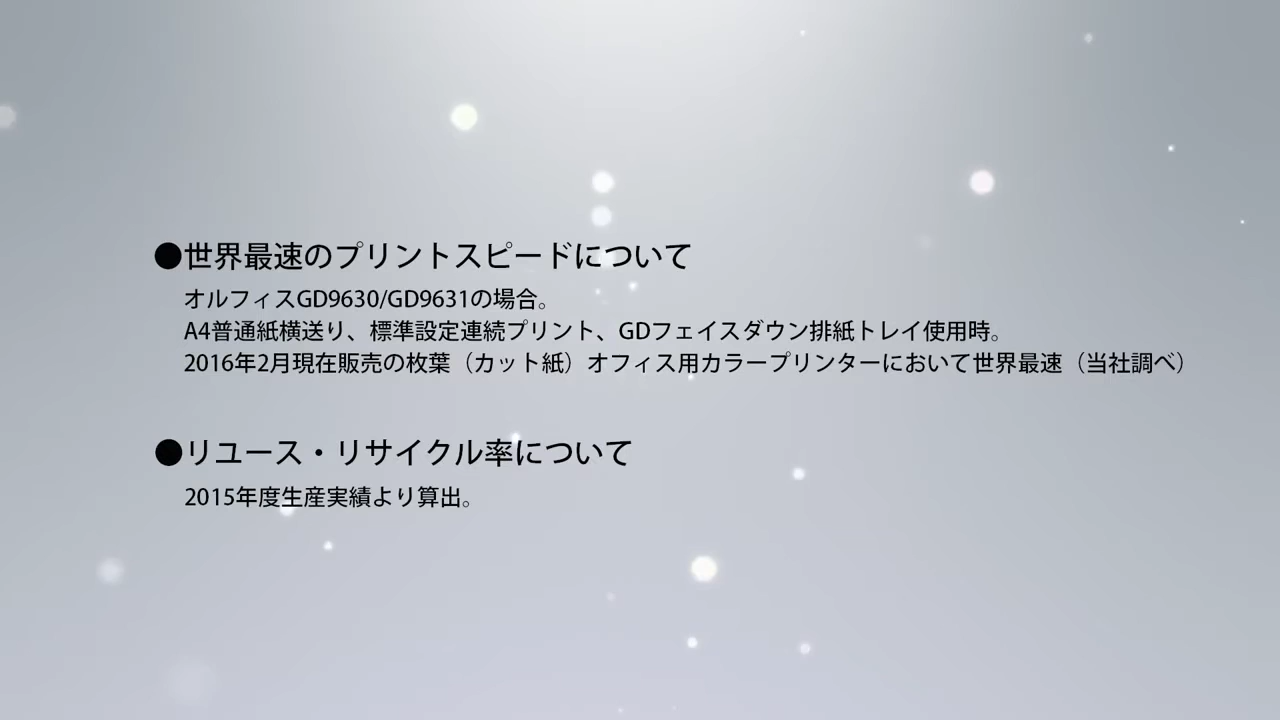 ●世界最速のプリントスピードについて
オルフィスGD9630/GD9631の場合。
A4普通紙横送り、標準設定連続プリント、GDフェイスダウン排紙トレイ使用時。
2016年2月現在販売の枚葉（カット紙）オフィス用カラープリンターにおいて世界最速（当社調べ）
●リユース・リサイクル率について
2015年度生産実績より算出。